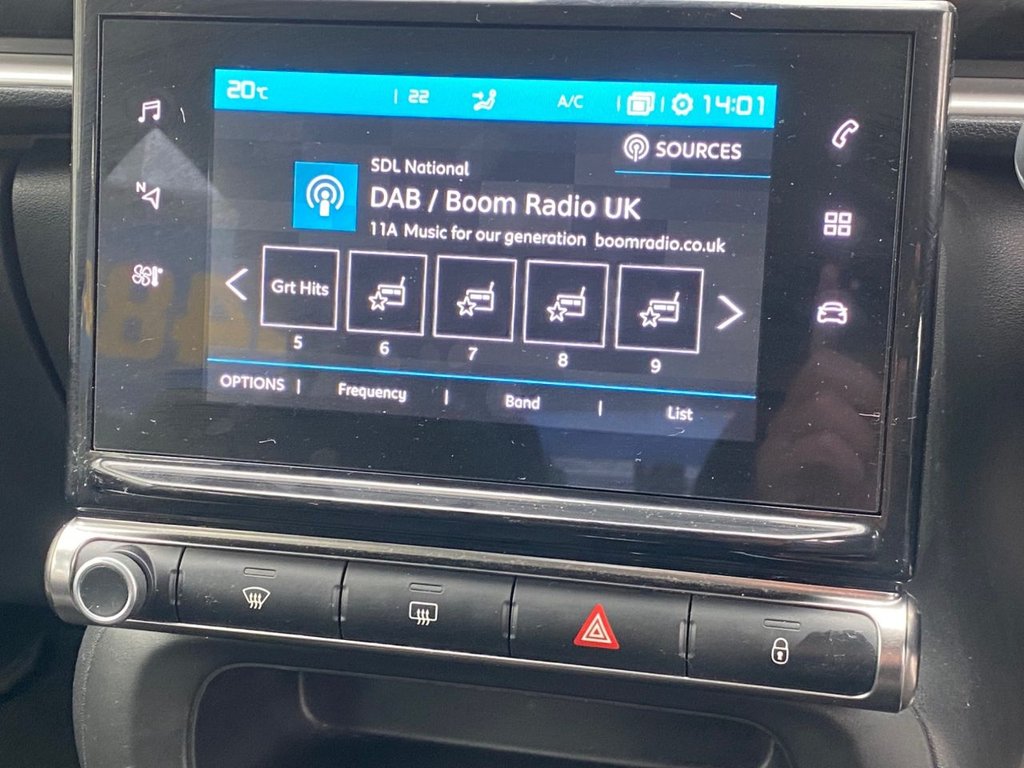 20°C 22 A/C 14:01
SOURCES
SDL National
DAB / Boom Radio UK
11A Music for our generation boomradio.co.uk
N
Grt Hits
5 6 7 8 9
OPTIONS Frequency Band List